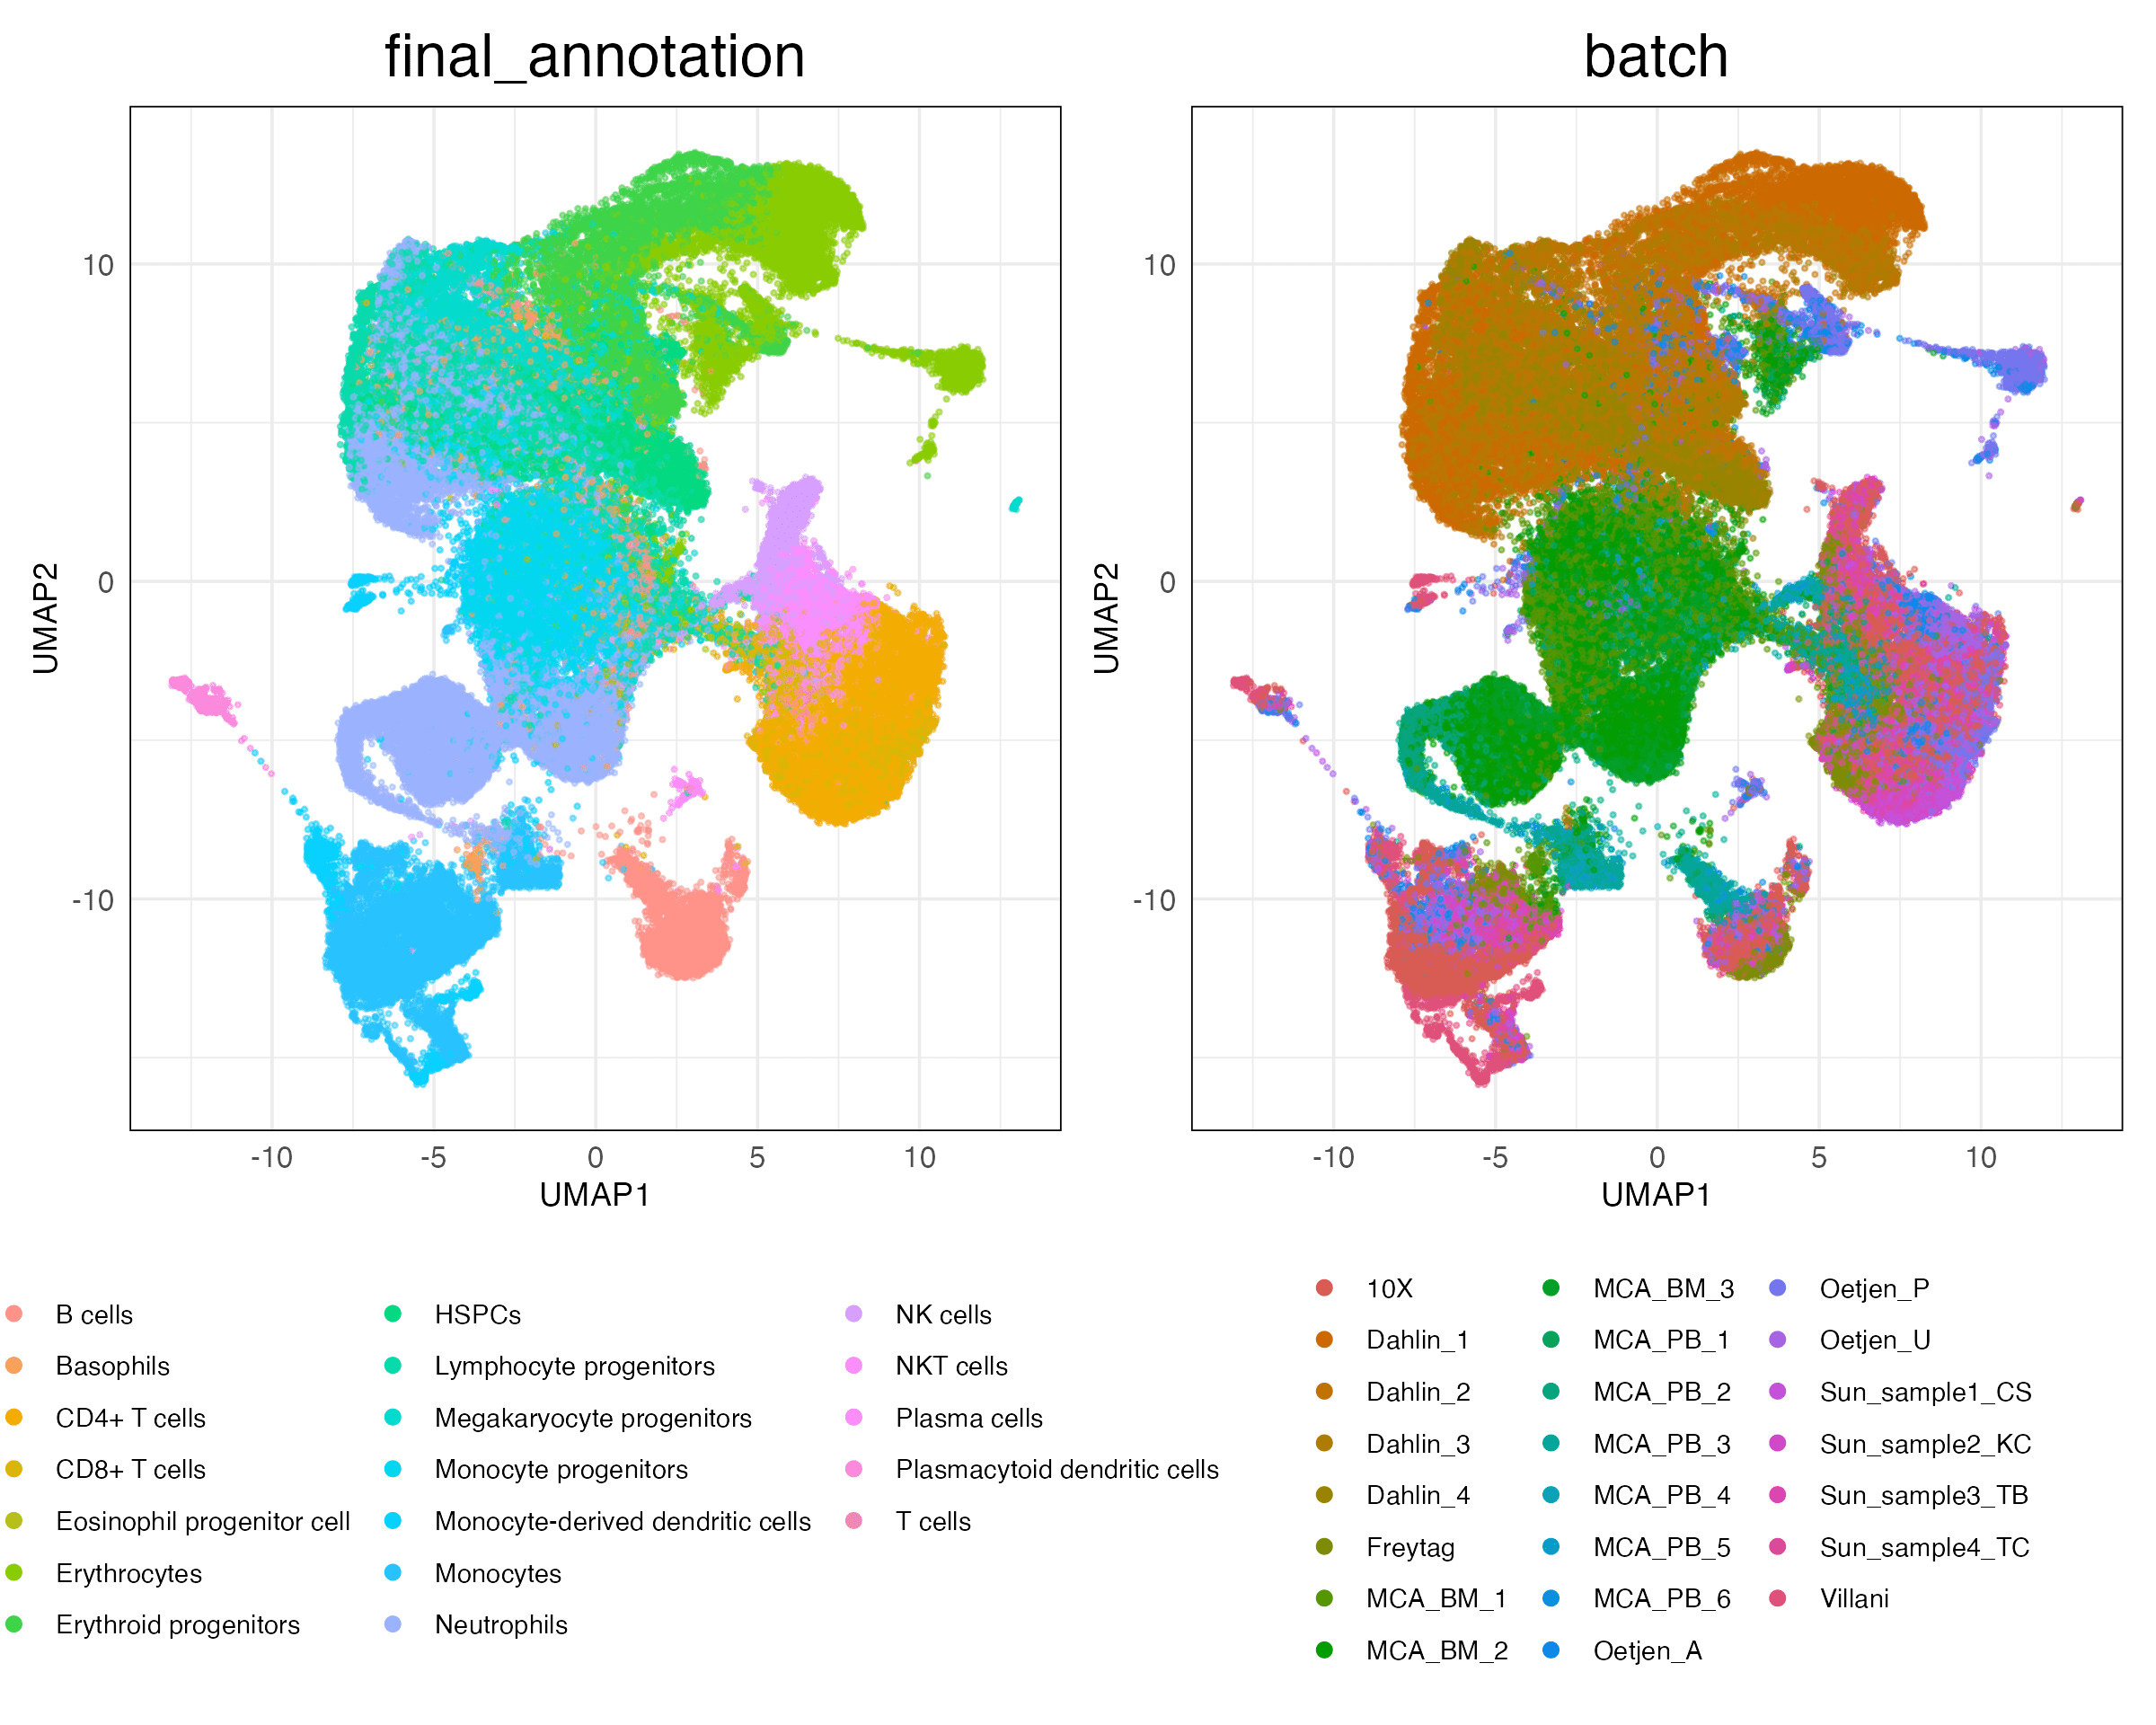 final_annotation
batch
UMAP2
10
0
-10
-10
-5
0
5
10
UMAP1
UMAP2
10
0
-10
-10
-5
0
5
10
UMAP1
B cells
Basophils
CD4+ T cells
CD8+ T cells
Eosinophil progenitor cell
Erythrocytes
Erythroid progenitors
HSPCs
Lymphocyte progenitors
Megakaryocyte progenitors
Monocyte progenitors
Monocyte-derived dendritic cells
Monocytes
Neutrophils
NK cells
NKT cells
Plasma cells
Plasmacytoid dendritic cells
T cells
10X
Dahlin_1
Dahlin_2
Dahlin_3
Dahlin_4
Freytag
MCA_BM_1
MCA_BM_2
MCA_BM_3
MCA_PB_1
MCA_PB_2
MCA_PB_3
MCA_PB_4
MCA_PB_5
MCA_PB_6
Oetjen_A
Oetjen_P
Oetjen_U
Sun_sample1_CS
Sun_sample2_KC
Sun_sample3_TB
Sun_sample4_TC
Villani